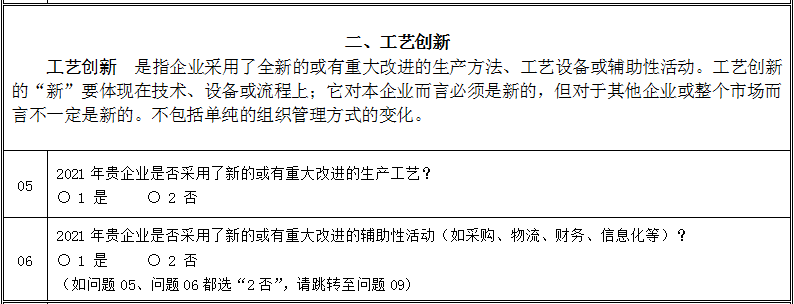 二、工艺创新
工艺创新 是指企业采用了全新的或有重大改进的生产方法、工艺设备或辅助性活动。工艺创新
的“新”要体现在技术、设备或流程上；它对本企业而言必须是新的，但对于其他企业或整个市场而
言不一定是新的。不包括单纯的组织管理方式的变化。
05
2021 年贵企业是否采用了新的或有重大改进的生产工艺？
○ 1 是 ○ 2 否
06
2021 年贵企业是否采用了新的或有重大改进的辅助性活动（如采购、物流、财务、信息化等）？
○ 1 是 ○ 2 否
（如问题 05、问题 06 都选“2 否”，请跳转至问题 09）